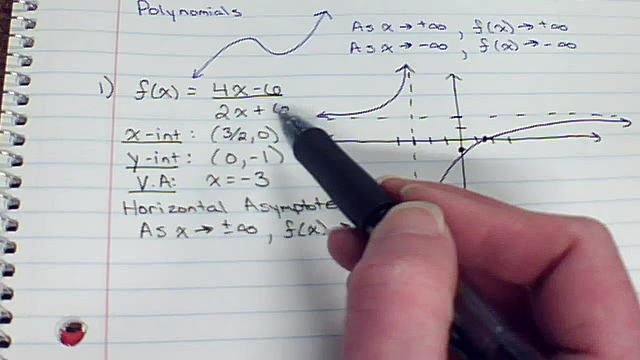 Polynomials
As x → +∞, f(x) → +∞
As x → -∞, f(x) → -∞
1) f(x) = 4x-6
2x+6
x-int: (3/2, 0)
y-int: (0, -1)
V.A: x = -3
Horizontal Asymptote
As x → ±∞, f(x) →